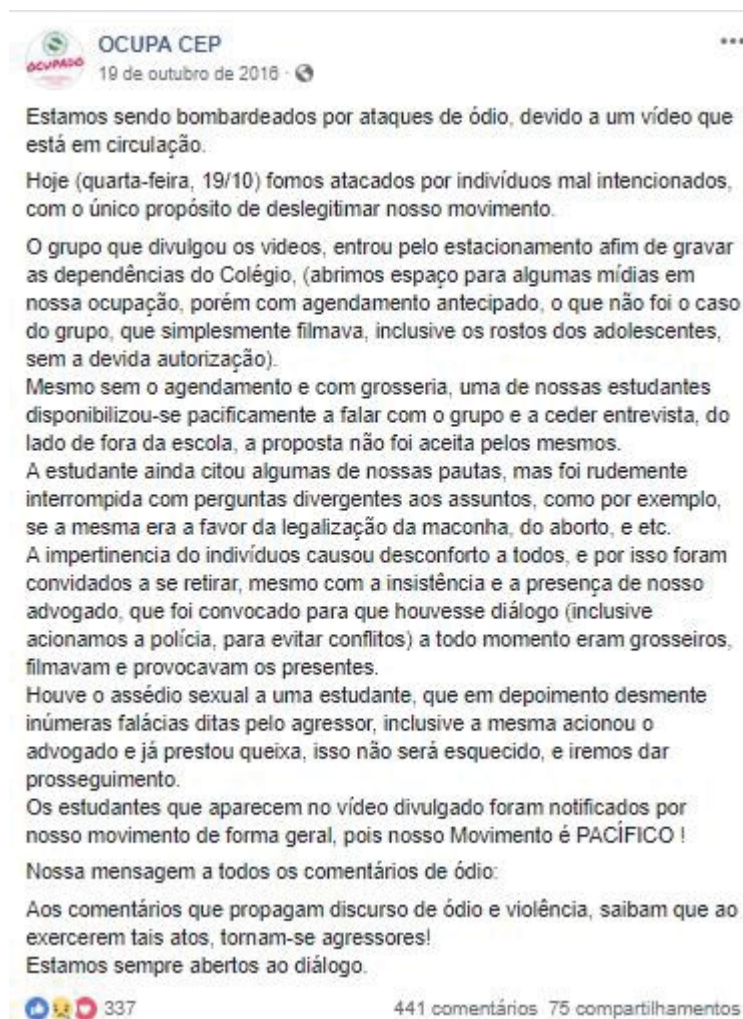 OCUPA CEP
OCUPADO
19 de outubro de 2016
Estamos sendo bombardeados por ataques de ódio, devido a um vídeo que
está em circulação.
Hoje (quarta-feira, 19/10) fomos atacados por indivíduos mal intencionados,
com o único propósito de deslegitimar nosso movimento.
O grupo que divulgou os videos, entrou pelo estacionamento afim de gravar
as dependências do Colégio, (abrimos espaço para algumas mídias em
nossa ocupação, porém com agendamento antecipado, o que não foi o caso
do grupo, que simplesmente filmava, inclusive os rostos dos adolescentes,
sem a devida autorização).
Mesmo sem o agendamento e com grosseria, uma de nossas estudantes
disponibilizou-se pacificamente a falar com o grupo e a ceder entrevista, do
lado de fora da escola, a proposta não foi aceita pelos mesmos.
A estudante ainda citou algumas de nossas pautas, mas foi rudemente
interrompida com perguntas divergentes aos assuntos, como por exemplo,
se a mesma era a favor da legalização da maconha, do aborto, e etc.
A impertinencia do indivíduos causou desconforto a todos, e por isso foram
convidados a se retirar, mesmo com a insistência e a presença de nosso
advogado, que foi convocado para que houvesse diálogo (inclusive
acionamos a polícia, para evitar conflitos) a todo momento eram grosseiros,
filmavam e provocavam os presentes.
Houve o assédio sexual a uma estudante, que em depoimento desmente
inúmeras falácias ditas pelo agressor, inclusive a mesma acionou o
advogado e já prestou queixa, isso não será esquecido, e iremos dar
prosseguimento.
Os estudantes que aparecem no vídeo divulgado foram notificados por
nosso movimento de forma geral, pois nosso Movimento é PACÍFICO !
Nossa mensagem a todos os comentários de ódio:
Aos comentários que propagam discurso de ódio e violência, saibam que ao
exercerem tais atos, tornam-se agressores!
Estamos sempre abertos ao diálogo.
337 441 comentários 75 compartilhamentos